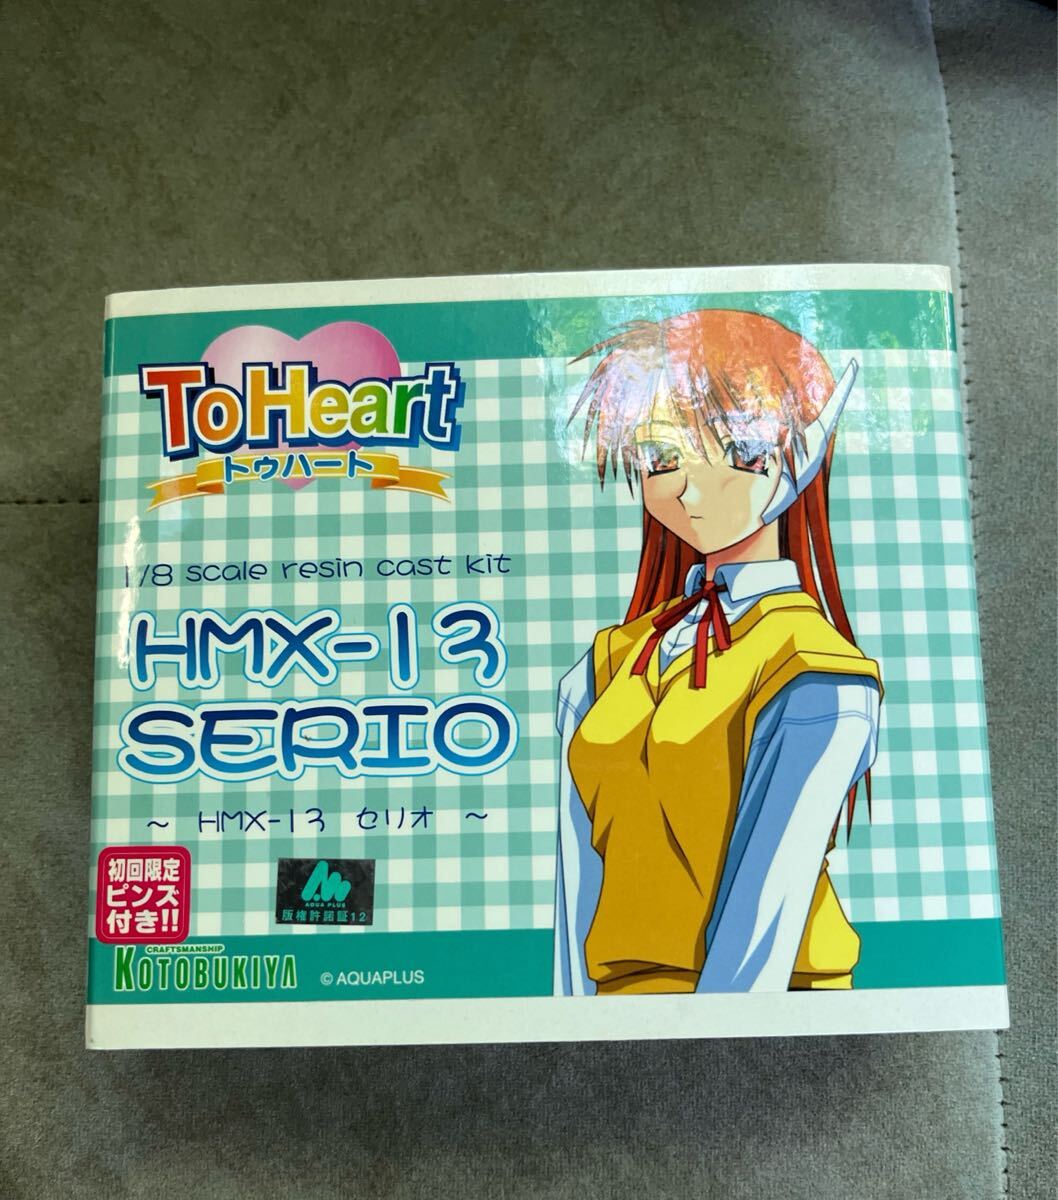 ToHeart
トゥハート
1/8 scale resin cast kit
HMX-13
SERIO
～ HMX-13 セリオ ～
初回限定
ピンズ
付き!!
AQUA PLUS
版権許諾証12
CRAFTSMANSHIP
KOTOBUKIYA
© AQUAPLUS